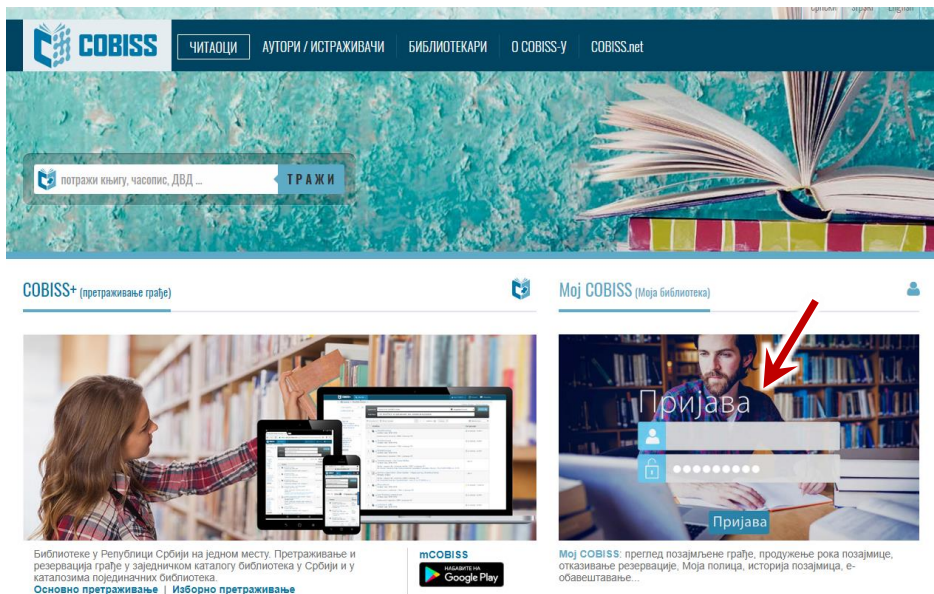 COBISS
ЧИТАОЦИ
АУТОРИ / ИСТРАЖИВАЧИ
БИБЛИОТЕКАРИ
О COBISS-У
COBISS.net
потражи књигу, часопис, ДВД ...
ТРАЖИ
COBISS+ (претраживање грађе)
Мој COBISS (Моја библиотека)
Пријава
Пријава
Библиотеке у Републици Србији на једном месту. Претраживање и
резервација грађе у заједничком каталогу библиотека у Србији и у
каталозима појединачних библиотека.
Основно претраживање | Изборно претраживање
mCOBISS
НАБАВИТЕ НА
Google Play
Мој COBISS: преглед позајмљене грађе, продужење рока позајмице,
отказивање резервације, Моја полица, историја позајмица, е-
обавештавање...